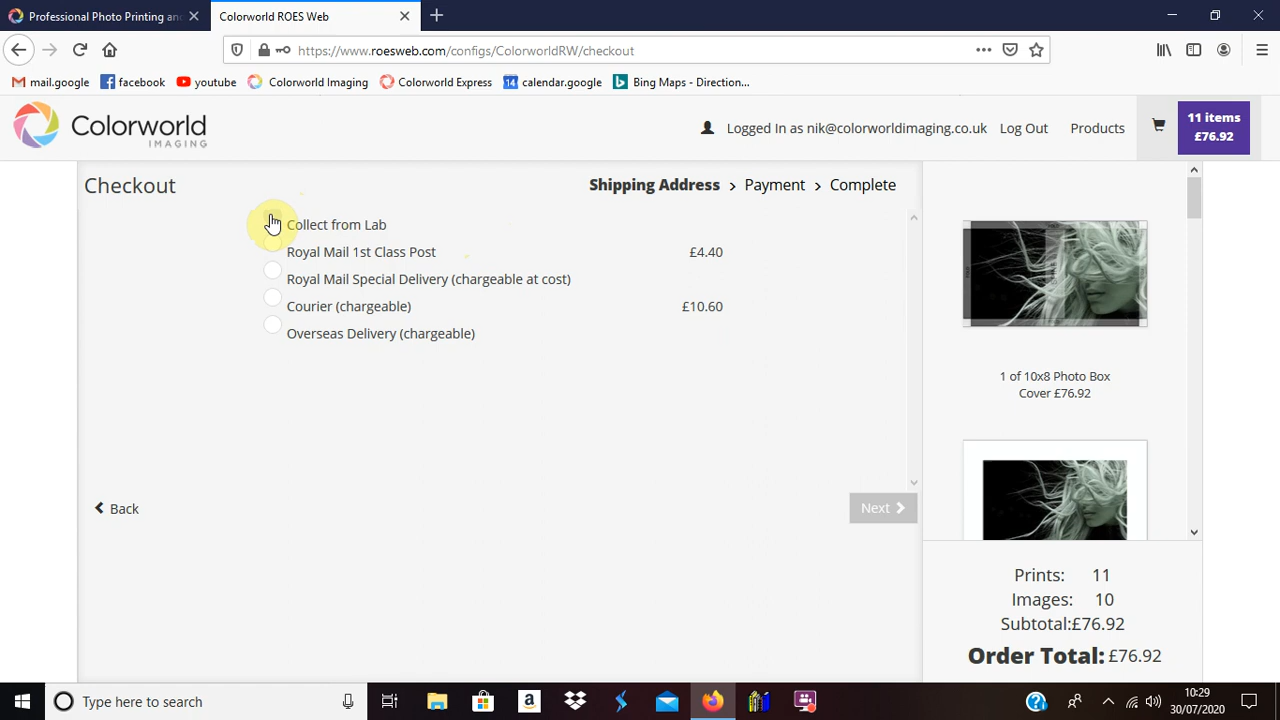 Professional Photo Printing and
Colorworld ROES Web
https://www.roesweb.com/configs/ColorworldRW/checkout
mail.google
facebook
youtube
Colorworld Imaging
Colorworld Express
14 calendar.google
Bing Maps - Direction...
Colorworld
IMAGING
Logged In as nik@colorworldimaging.co.uk
Log Out
Products
11 items
£76.92
Checkout
Shipping Address > Payment > Complete
Collect from Lab
Royal Mail 1st Class Post £4.40
Royal Mail Special Delivery (chargeable at cost)
Courier (chargeable) £10.60
Overseas Delivery (chargeable)
Back
Next
1 of 10x8 Photo Box
Cover £76.92
Prints: 11
Images: 10
Subtotal:£76.92
Order Total: £76.92
Type here to search
10:29
30/07/2020